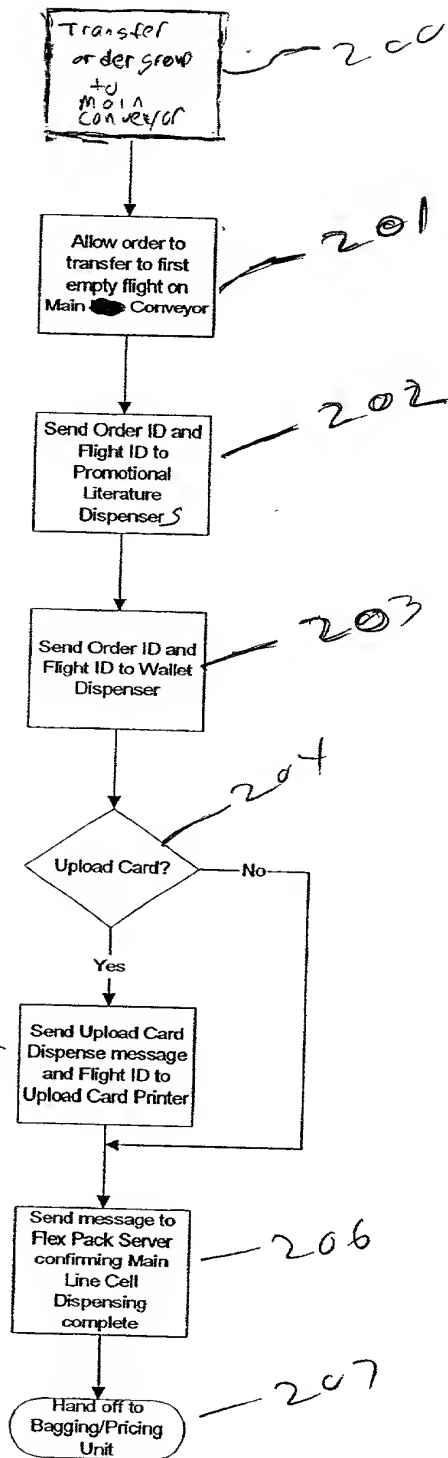 Transfer
order group
to
Main
Conveyor
200
Allow order to
transfer to first
empty flight on
Main Conveyor
201
Send Order ID and
Flight ID to
Promotional
Literature
Dispensers
202
Send Order ID and
Flight ID to Wallet
Dispenser
203
204
Upload Card?
No
Yes
Send Upload Card
Dispense message
and Flight ID to
Upload Card Printer
Send message to
Flex Pack Server
confirming Main
Line Cell
Dispensing
complete
206
Hand off to
Bagging/Pricing
Unit
207